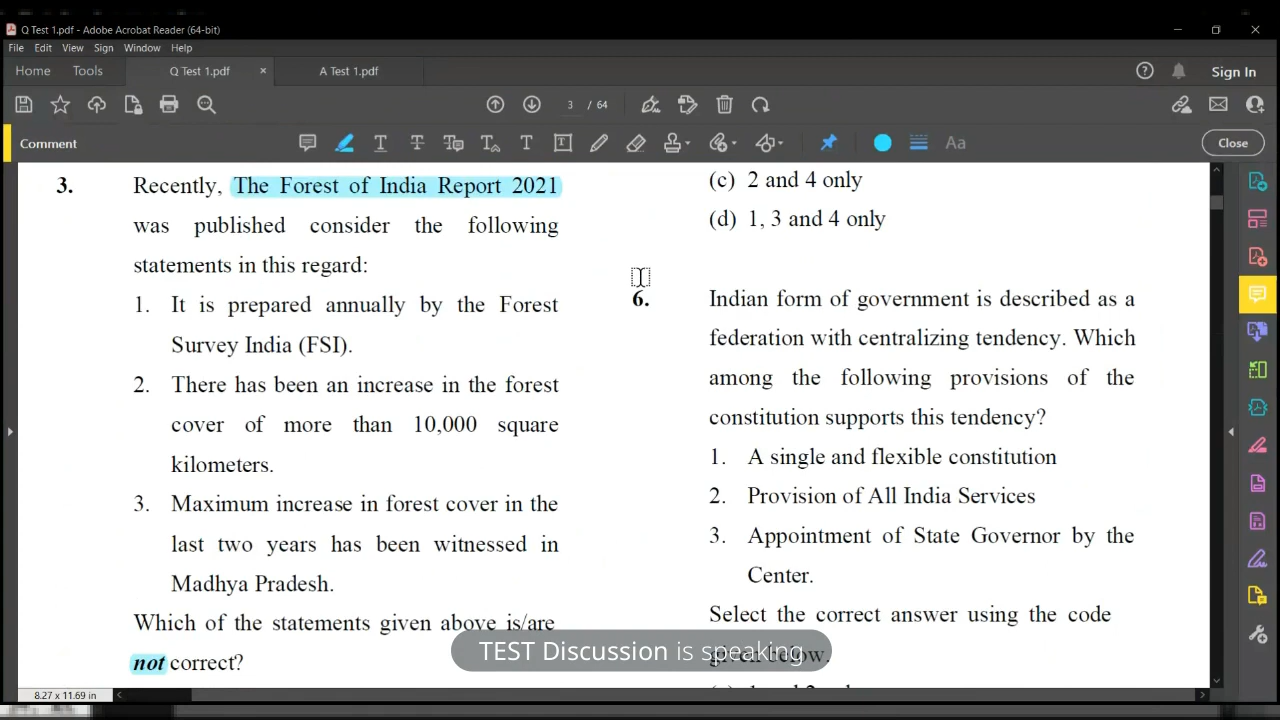 Q Test 1.pdf - Adobe Acrobat Reader (64-bit)
File Edit View Sign Window Help
Home Tools Q Test 1.pdf × A Test 1.pdf Sign In
3 / 64
Comment Aa Close
3. Recently, The Forest of India Report 2021
was published consider the following
statements in this regard:
1. It is prepared annually by the Forest
Survey India (FSI).
2. There has been an increase in the forest
cover of more than 10,000 square
kilometers.
3. Maximum increase in forest cover in the
last two years has been witnessed in
Madhya Pradesh.
Which of the statements given above is/are
not correct?
(c) 2 and 4 only
(d) 1, 3 and 4 only
6. Indian form of government is described as a
federation with centralizing tendency. Which
among the following provisions of the
constitution supports this tendency?
1. A single and flexible constitution
2. Provision of All India Services
3. Appointment of State Governor by the
Center.
Select the correct answer using the code
given below.
TEST Discussion is speaking
8.27 x 11.69 in